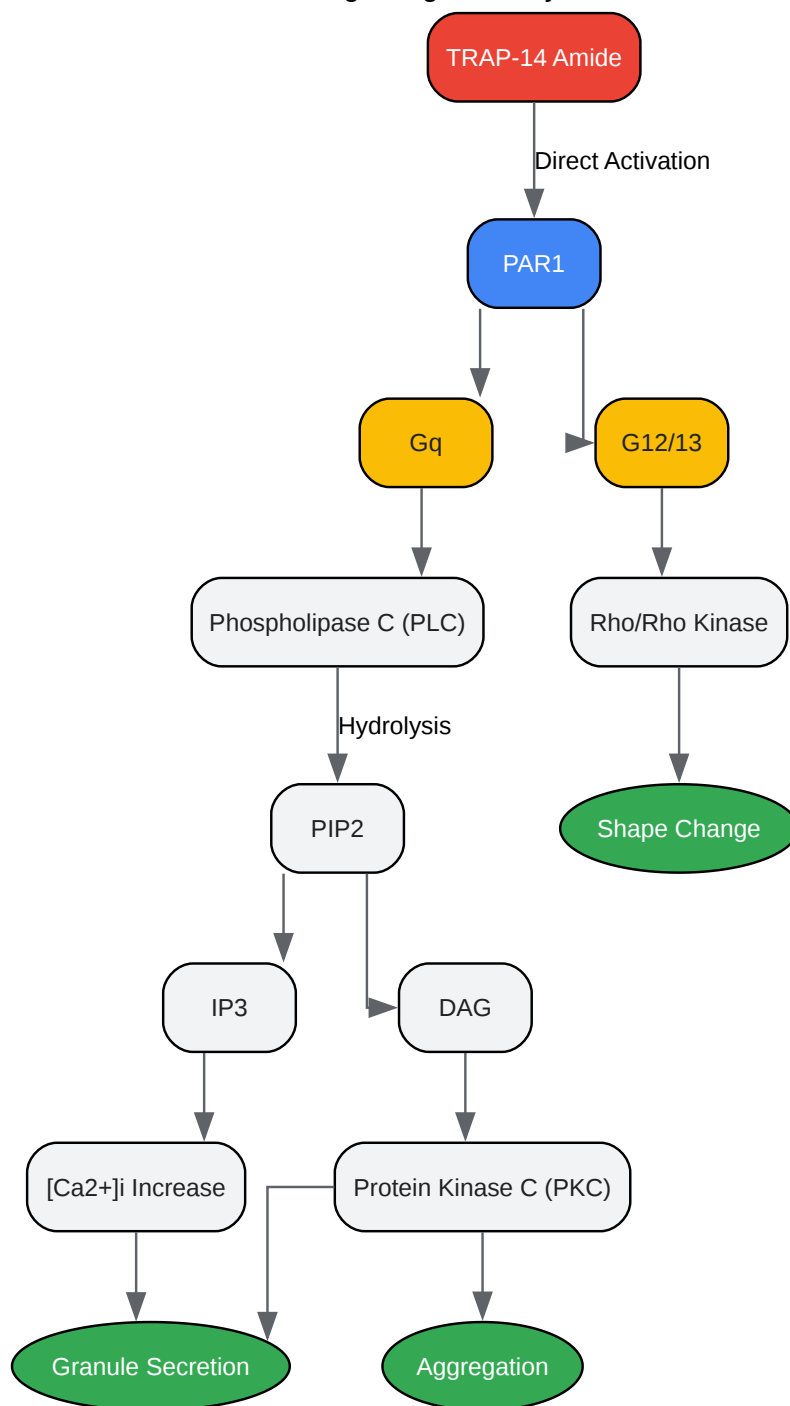 TRAP-14 Amide
Direct Activation
PAR1
Gq
G12/13
Phospholipase C (PLC)
Rho/Rho Kinase
Hydrolysis
PIP2
Shape Change
IP3
DAG
[Ca2+]i Increase
Protein Kinase C (PKC)
Granule Secretion
Aggregation